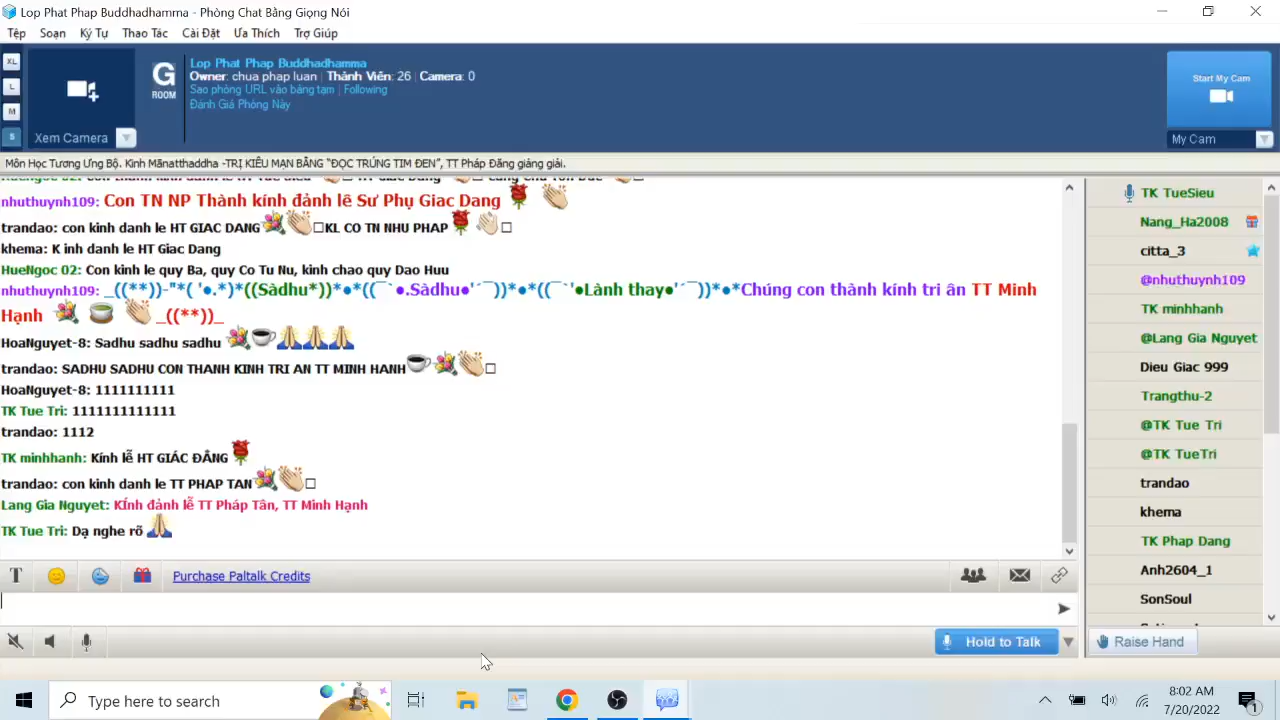 Lop Phat Phap Buddhadhamma - Phòng Chat Bằng Giọng Nói
Tệp Soạn Ký Tự Thao Tác Cài Đặt Ưa Thích Trợ Giúp
XL
L
M
S
Xem Camera
G
ROOM
Lop Phat Phap Buddhadhamma
Owner: chua phap luan | Thành Viên: 26 | Camera: 0
Sao phòng URL vào bảng tạm | Following
Đánh Giá Phòng Này
Start My Cam
My Cam
Môn Học Tương Ưng Bộ. Kinh Mānatthaddha -TRỊ KIÊU MẠN BẰNG “ĐỌC TRÚNG TIM ĐEN”, TT Pháp Đăng giảng giải.
nhuthuynh109: Con TN NP Thành kính đảnh lễ Sư Phụ Giac Dang
trandao: con kinh danh le HT GIAC DANG KL CO TN NHU PHAP
khema: K inh danh le HT Giac Dang
HueNgoc 02: Con kinh le quy Ba, quy Co Tu Nu, kinh chao quy Dao Huu
nhuthuynh109: _((**))-"*( '●.*)*((Sàdhu*))*●*((¯`●.Sàdhu●'´¯))*●*((¯`'●Lành thay●'´¯))*●*Chúng con thành kính tri ân TT Minh
Hạnh _((**))_
HoaNguyet-8: Sadhu sadhu sadhu
trandao: SADHU SADHU CON THANH KINH TRI AN TT MINH HANH
HoaNguyet-8: 1111111111
TK Tue Tri: 1111111111111
trandao: 1112
TK minhhanh: Kính lễ HT GIÁC ĐẲNG
trandao: con kinh danh le TT PHAP TAN
Lang Gia Nguyet: KÍnh đảnh lễ TT Pháp Tân, TT Minh Hạnh
TK Tue Tri: Dạ nghe rõ
TK TueSieu
Nang_Ha2008
citta_3
@nhuthuynh109
TK minhhanh
@Lang Gia Nguyet
Dieu Giac 999
Trangthu-2
@TK Tue Tri
@TK TueTri
trandao
khema
TK Phap Dang
Anh2604_1
SonSoul
T
Purchase Paltalk Credits
Hold to Talk
Raise Hand
Type here to search
8:02 AM
7/20/2022
1